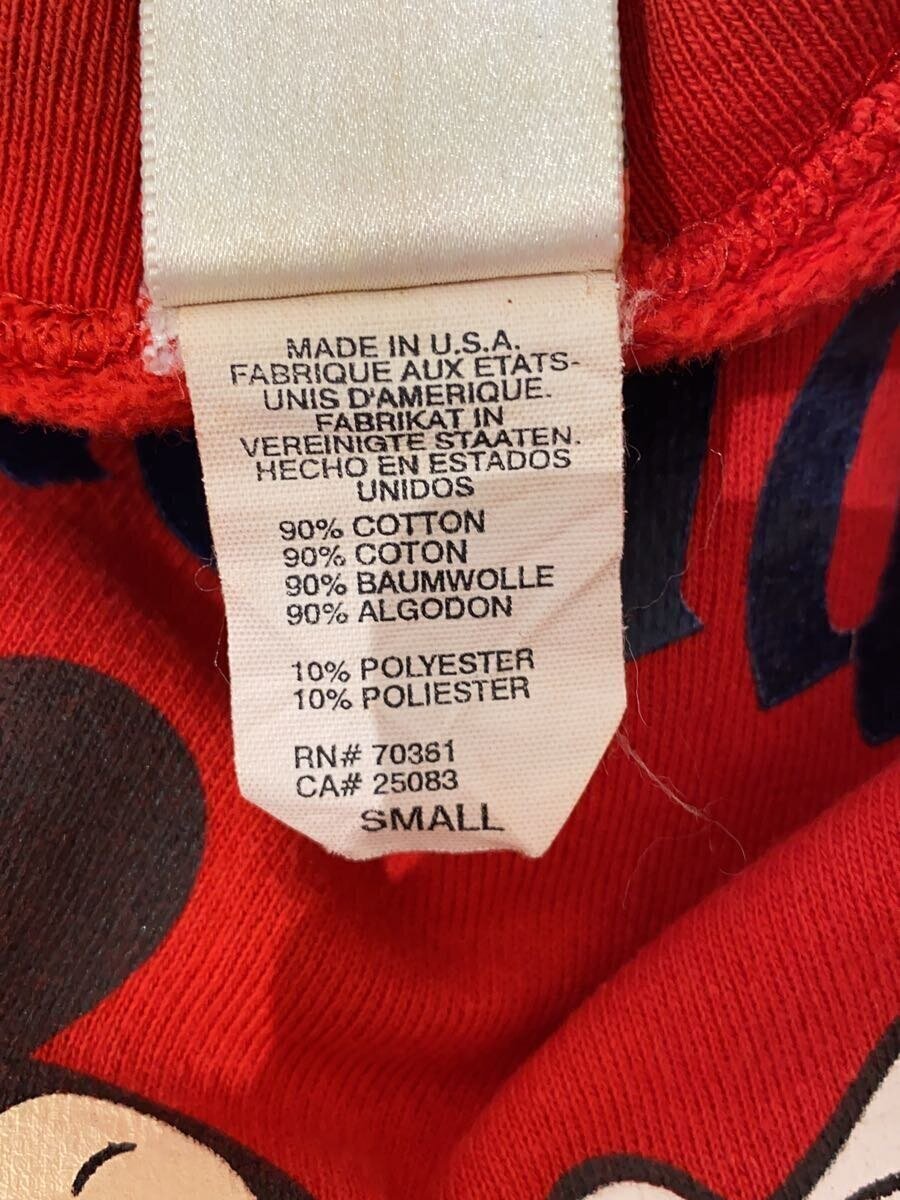 MADE IN U.S.A.
FABRIQUE AUX ETATS-
UNIS D'AMERIQUE.
FABRIKAT IN
VEREINIGTE STAATEN.
HECHO EN ESTADOS
UNIDOS
90% COTTON
90% COTON
90% BAUMWOLLE
90% ALGODON
10% POLYESTER
10% POLIESTER
RN# 70361
CA# 25083
SMALL